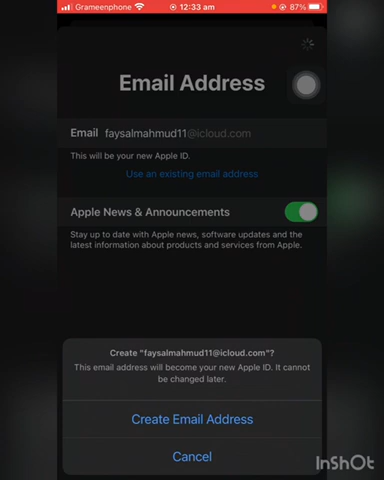 Grameenphone 12:33 am 87%
Email Address
Email faysalmahmud11@icloud.com
This will be your new Apple ID.
Use an existing email address
Apple News & Announcements
Stay up to date with Apple news, software updates and the
latest information about products and services from Apple.
Create "faysalmahmud11@icloud.com"?
This email address will become your new Apple ID. It cannot
be changed later.
Create Email Address
Cancel
InShOt